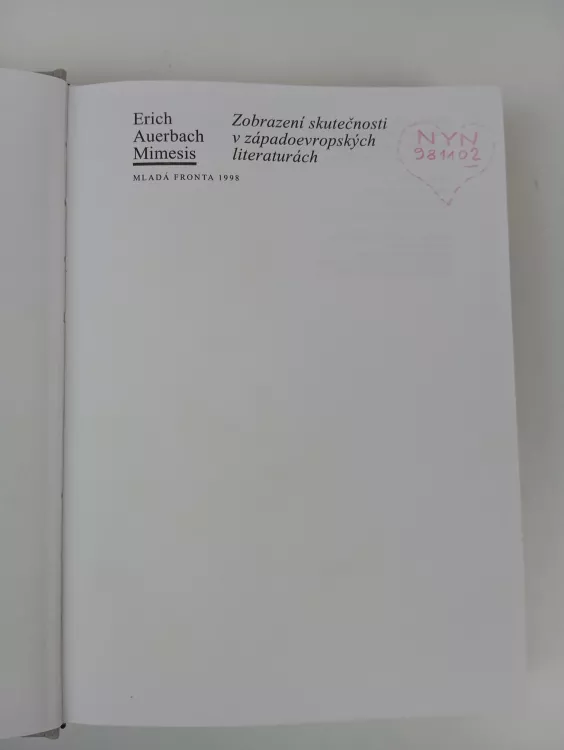 Erich
Auerbach
Mimesis
MLADÁ FRONTA 1998
Zobrazení skutečnosti
v západoevropských
literaturách
NYN
981102